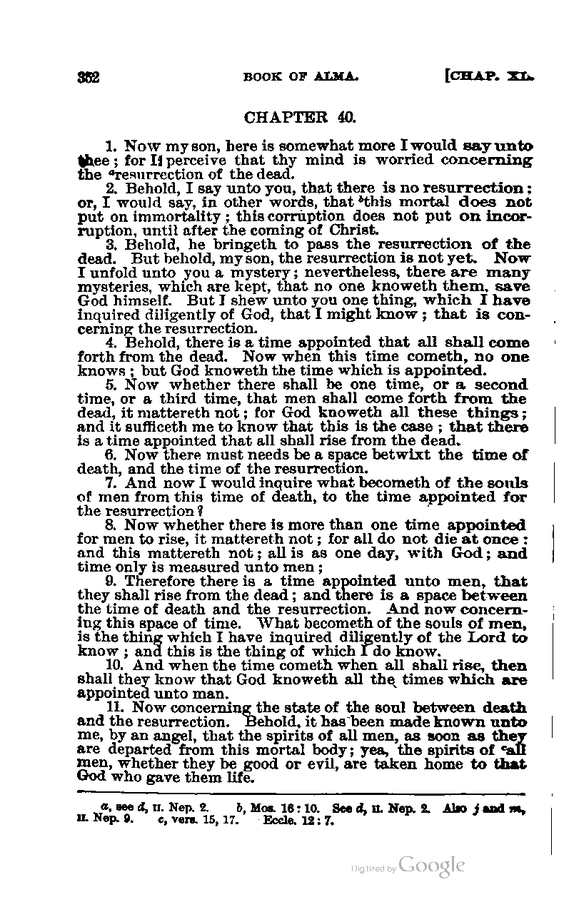 352 BOOK OF ALMA. [CHAP. XL.
CHAPTER 40.
1. Now my son, here is somewhat more I would say unto
thee; for I perceive that thy mind is worried concerning
the ᵃresurrection of the dead.
2. Behold, I say unto you, that there is no resurrection:
or, I would say, in other words, that ᵇthis mortal does not
put on immortality; this corruption does not put on incor-
ruption, until after the coming of Christ.
3. Behold, he bringeth to pass the resurrection of the
dead. But behold, my son, the resurrection is not yet. Now
I unfold unto you a mystery; nevertheless, there are many
mysteries, which are kept, that no one knoweth them, save
God himself. But I shew unto you one thing, which I have
inquired diligently of God, that I might know; that is con-
cerning the resurrection.
4. Behold, there is a time appointed that all shall come
forth from the dead. Now when this time cometh, no one
knows; but God knoweth the time which is appointed.
5. Now whether there shall be one time, or a second
time, or a third time, that men shall come forth from the
dead, it mattereth not; for God knoweth all these things;
and it sufficeth me to know that this is the case; that there
is a time appointed that all shall rise from the dead.
6. Now there must needs be a space betwixt the time of
death, and the time of the resurrection.
7. And now I would inquire what becometh of the souls
of men from this time of death, to the time appointed for
the resurrection?
8. Now whether there is more than one time appointed
for men to rise, it mattereth not; for all do not die at once:
and this mattereth not; all is as one day, with God; and
time only is measured unto men;
9. Therefore there is a time appointed unto men, that
they shall rise from the dead; and there is a space between
the time of death and the resurrection. And now concern-
ing this space of time. What becometh of the souls of men,
is the thing which I have inquired diligently of the Lord to
know; and this is the thing of which I do know.
10. And when the time cometh when all shall rise, then
shall they know that God knoweth all the times which are
appointed unto man.
11. Now concerning the state of the soul between death
and the resurrection. Behold, it has been made known unto
me, by an angel, that the spirits of all men, as soon as they
are departed from this mortal body; yea, the spirits of ᶜall
men, whether they be good or evil, are taken home to that
God who gave them life.
a, see d, II. Nep. 2. b, Mos. 16:10. See d, II. Nep. 2. Also j and m,
II. Nep. 9. c, vers. 15, 17. Eccle. 12:7.
Digitized by Google